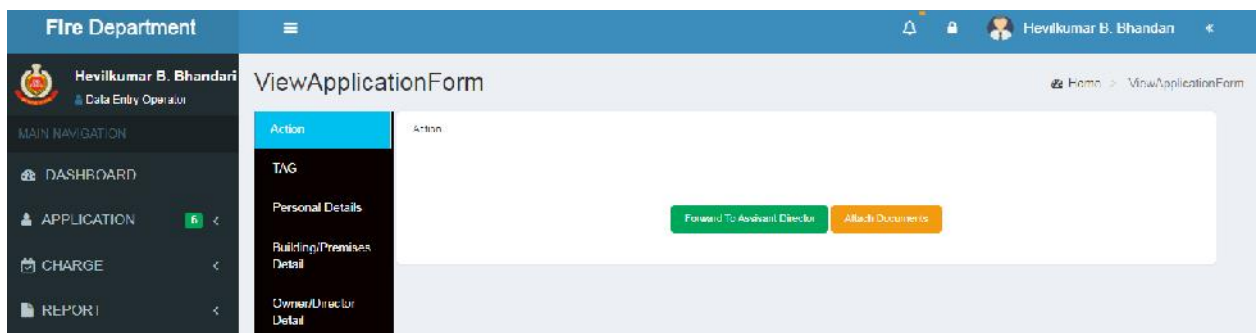 Fire Department
Hevilkumar B. Bhandari
Hevilkumar B. Bhandari
Data Entry Operator
ViewApplicationForm
Home > ViewApplicationForm
MAIN NAVIGATION
DASHBOARD
APPLICATION 6
CHARGE
REPORT
Action
TAG
Personal Details
Building/Premises
Detail
Owner/Director
Detail
Action
Forward To Assistant Director
Attach Documents